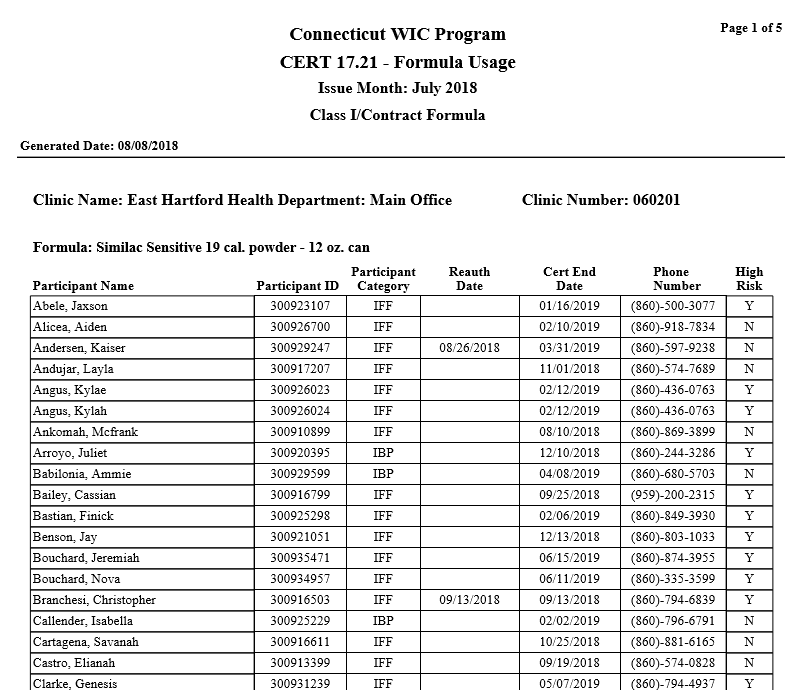 Page 1 of 5
Connecticut WIC Program
CERT 17.21 - Formula Usage
Issue Month: July 2018
Class I/Contract Formula
Generated Date: 08/08/2018
Clinic Name: East Hartford Health Department: Main Office Clinic Number: 060201
Formula: Similac Sensitive 19 cal. powder - 12 oz. can
Participant Name Participant ID Participant Category Reauth Date Cert End Date Phone Number High Risk
Abele, Jaxson 300923107 IFF 01/16/2019 (860)-500-3077 Y
Alicea, Aiden 300926700 IFF 02/10/2019 (860)-918-7834 N
Andersen, Kaiser 300929247 IFF 08/26/2018 03/31/2019 (860)-597-9238 N
Andujar, Layla 300917207 IFF 11/01/2018 (860)-574-7689 N
Angus, Kylae 300926023 IFF 02/12/2019 (860)-436-0763 Y
Angus, Kylah 300926024 IFF 02/12/2019 (860)-436-0763 Y
Ankomah, Mcfrank 300910899 IFF 08/10/2018 (860)-869-3899 N
Arroyo, Juliet 300920395 IBP 12/10/2018 (860)-244-3286 Y
Babilonia, Ammie 300929599 IBP 04/08/2019 (860)-680-5703 N
Bailey, Cassian 300916799 IFF 09/25/2018 (959)-200-2315 Y
Bastian, Finick 300925298 IFF 02/06/2019 (860)-849-3930 Y
Benson, Jay 300921051 IFF 12/13/2018 (860)-803-1033 Y
Bouchard, Jeremiah 300935471 IFF 06/15/2019 (860)-874-3955 Y
Bouchard, Nova 300934957 IFF 06/11/2019 (860)-335-3599 Y
Branchesi, Christopher 300916503 IFF 09/13/2018 09/13/2018 (860)-794-6839 Y
Callender, Isabella 300925229 IBP 02/02/2019 (860)-796-6791 N
Cartagena, Savanah 300916611 IFF 10/25/2018 (860)-881-6165 N
Castro, Elianah 300913399 IFF 09/19/2018 (860)-574-0828 N
Clarke, Genesis 300931239 IFF 05/07/2019 (860)-794-4937 Y